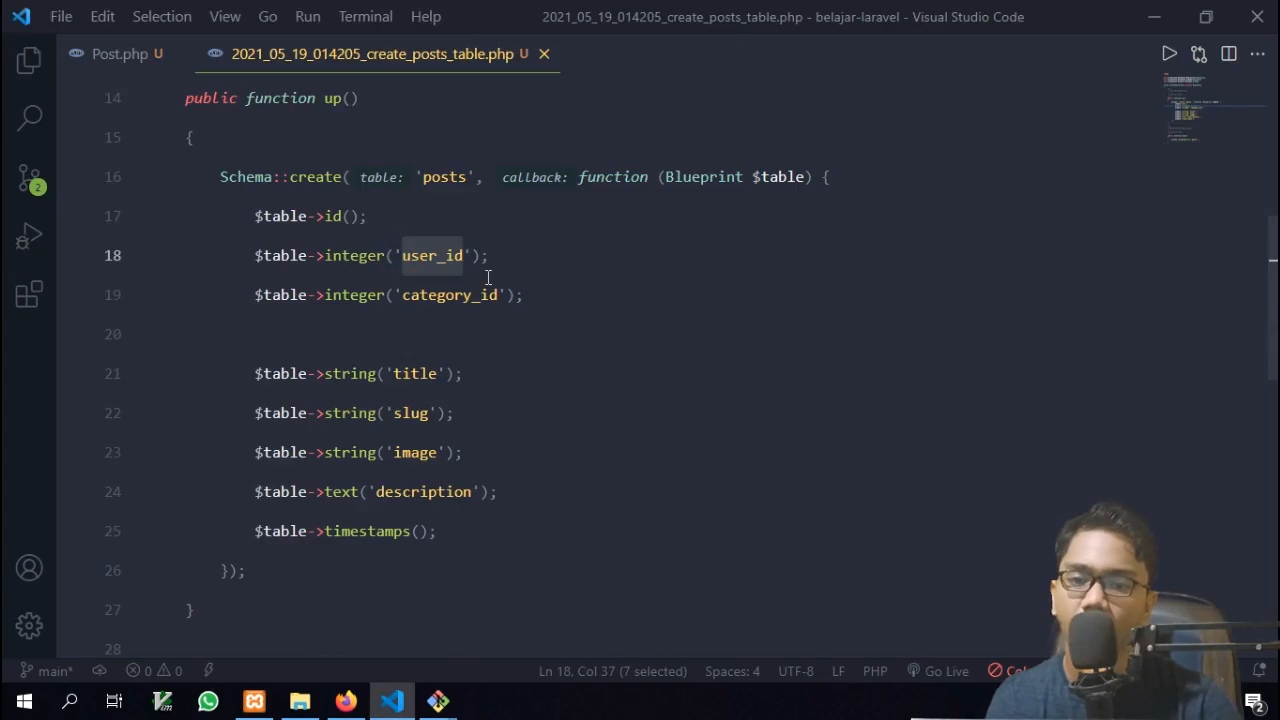 File Edit Selection View Go Run Terminal Help 2021_05_19_014205_create_posts_table.php - belajar-laravel - Visual Studio Code
Post.php U 2021_05_19_014205_create_posts_table.php U
14 public function up()
15 {
16 Schema::create( table: 'posts', callback: function (Blueprint $table) {
17 $table->id();
18 $table->integer('user_id');
19 $table->integer('category_id');
20
21 $table->string('title');
22 $table->string('slug');
23 $table->string('image');
24 $table->text('description');
25 $table->timestamps();
26 });
27 }
28
2
main* 0 0 Ln 18, Col 37 (7 selected) Spaces: 4 UTF-8 LF PHP Go Live
2